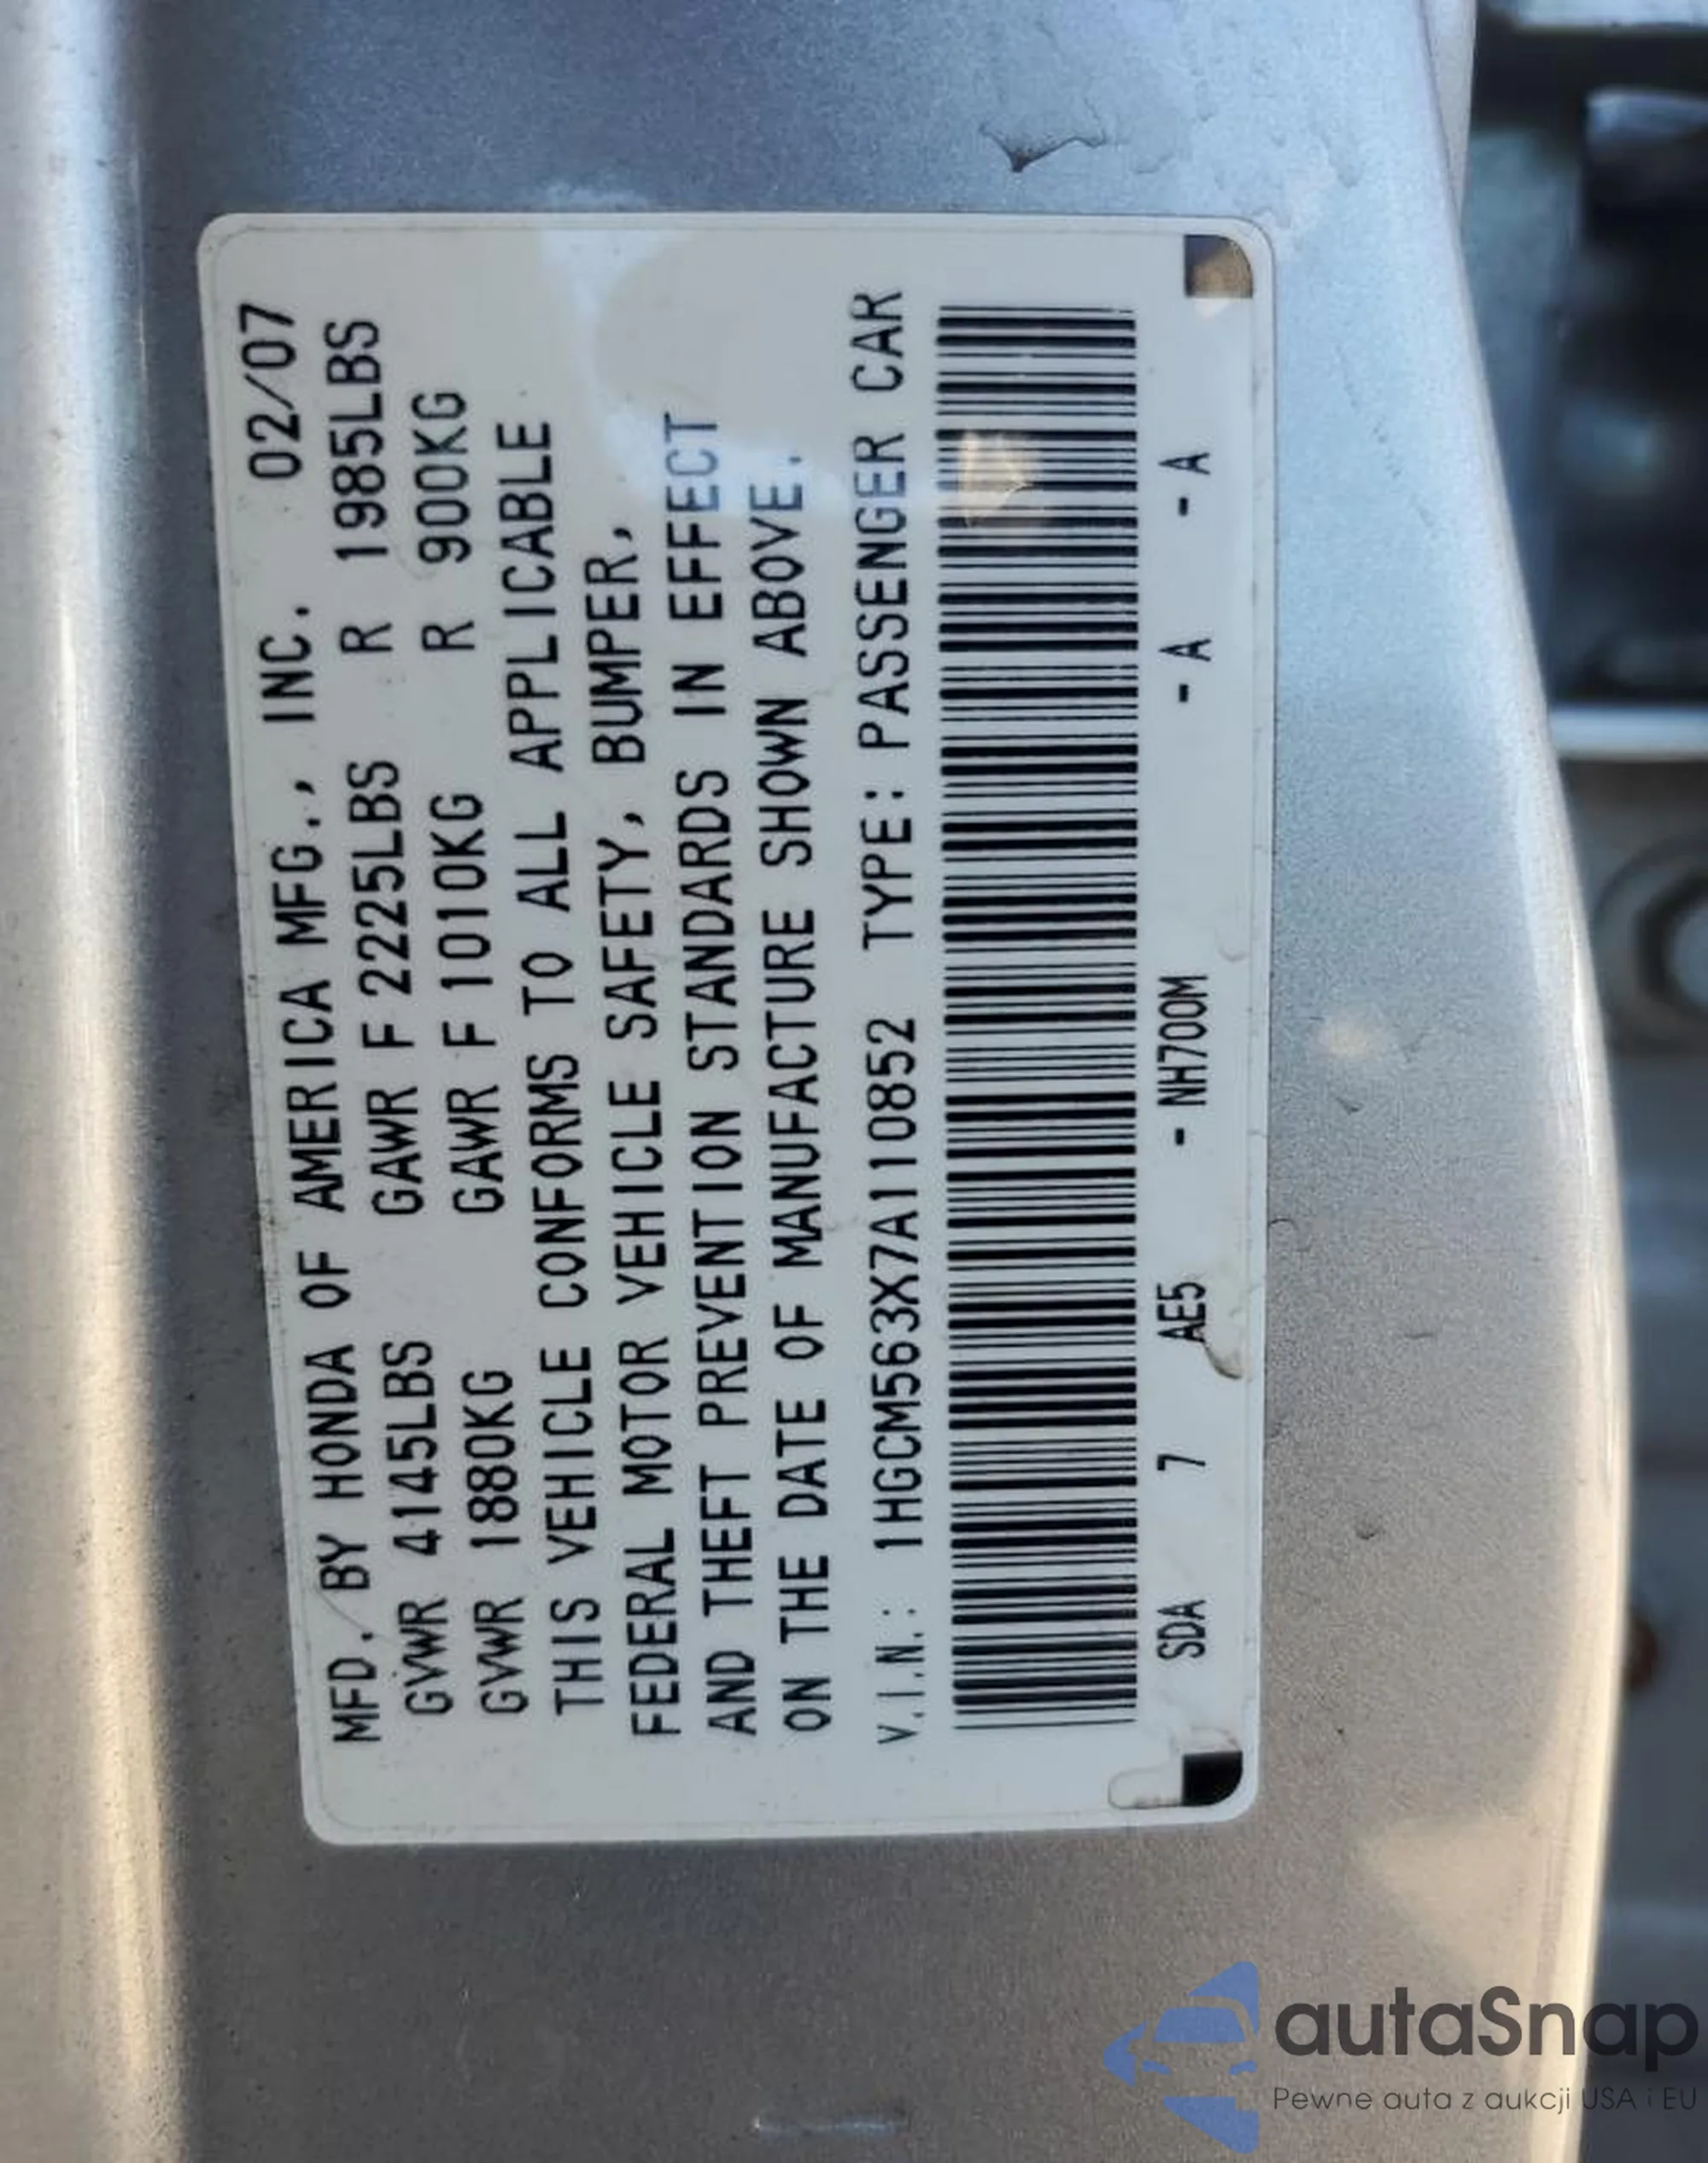 MFD. BY HONDA OF AMERICA MFG., INC. 02/07
GVWR 4145LBS GAWR F 2225LBS R 1985LBS
GVWR 1880KG GAWR F 1010KG R 900KG
THIS VEHICLE CONFORMS TO ALL APPLICABLE
FEDERAL MOTOR VEHICLE SAFETY, BUMPER,
AND THEFT PREVENTION STANDARDS IN EFFECT
ON THE DATE OF MANUFACTURE SHOWN ABOVE.
V.I.N.: 1HGCM563X7A110852 TYPE: PASSENGER CAR
SDA 7 AE5 - NH700M - A - A
autaSnap
Pewne auta z aukcji USA i EU